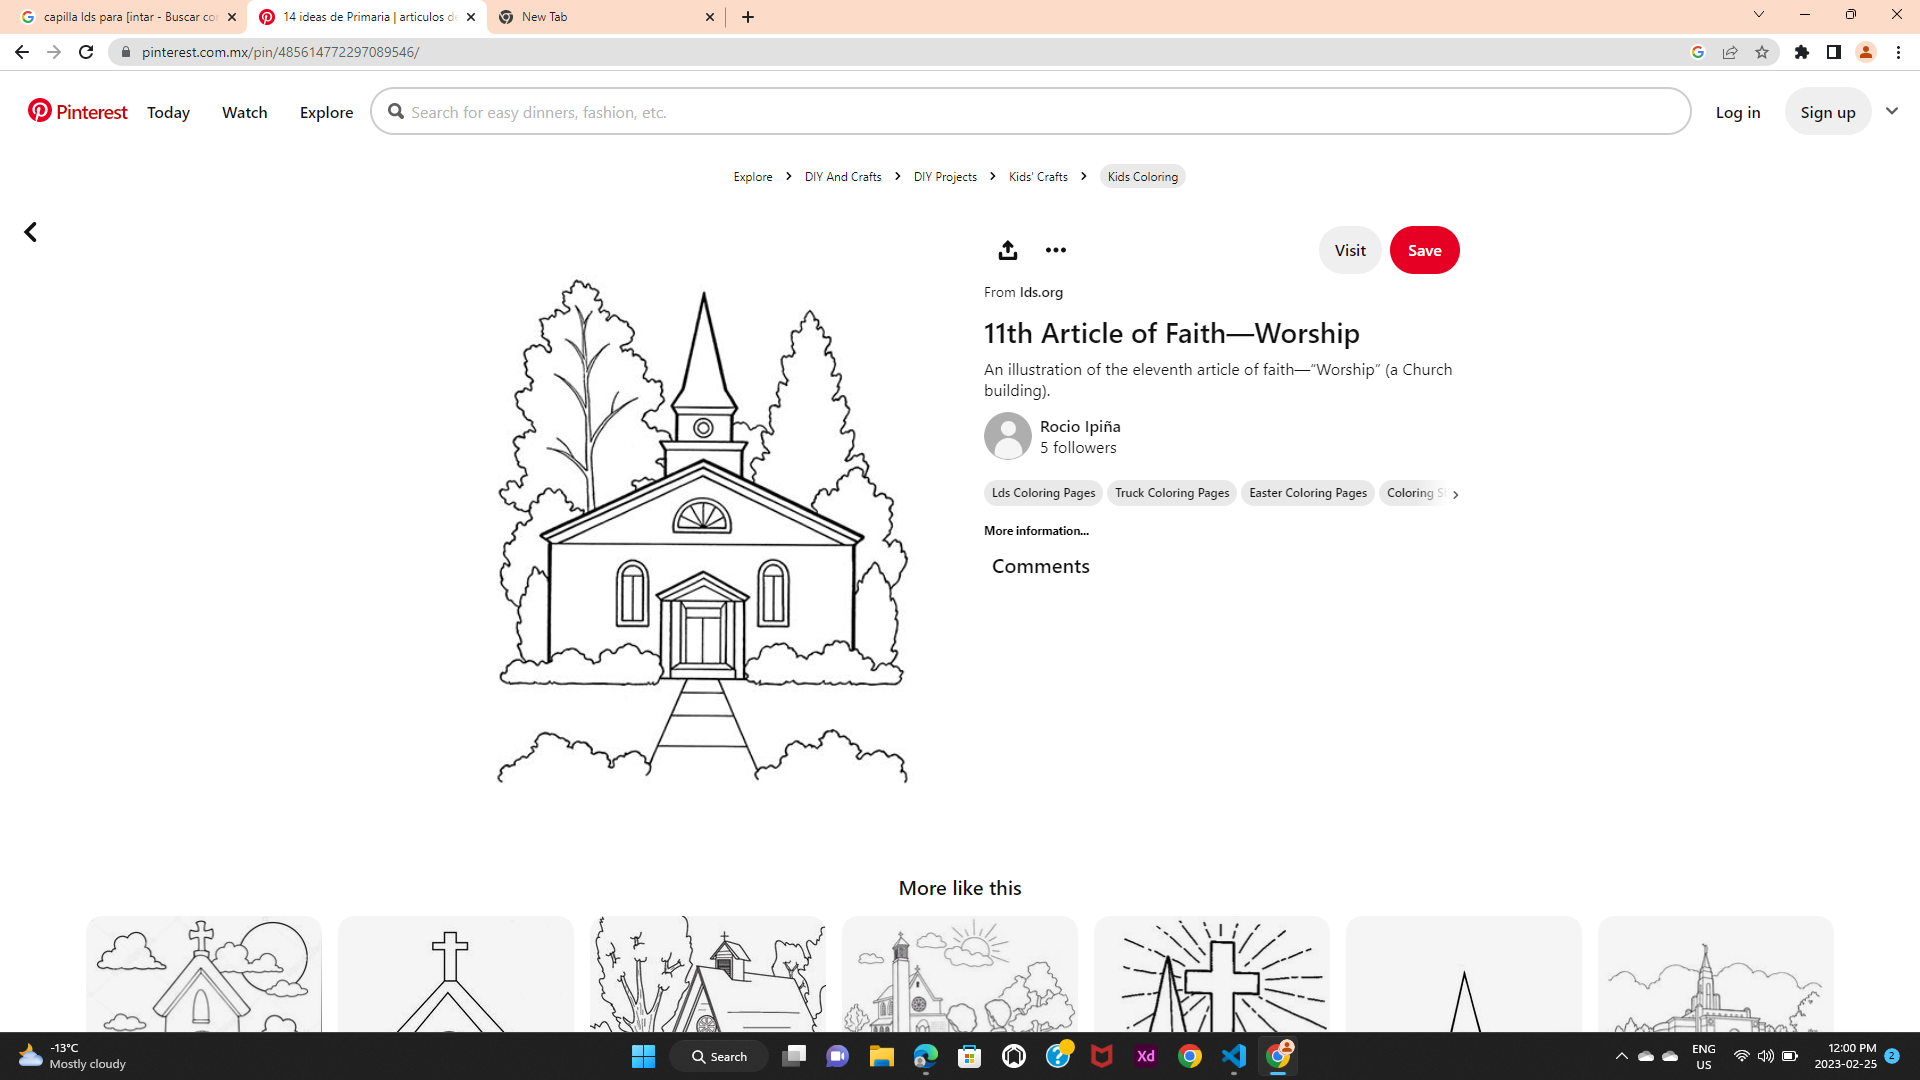 capilla lds para [intar - Buscar con
14 ideas de Primaria | articulos de
New Tab
pinterest.com.mx/pin/485614772297089546/
Pinterest
Today
Watch
Explore
Search for easy dinners, fashion, etc.
Log in
Sign up
Explore
DIY And Crafts
DIY Projects
Kids' Crafts
Kids Coloring
Visit
Save
From lds.org
11th Article of Faith—Worship
An illustration of the eleventh article of faith—“Worship” (a Church
building).
Rocio Ipiña
5 followers
Lds Coloring Pages
Truck Coloring Pages
Easter Coloring Pages
Coloring
More information...
Comments
More like this
-13°C
Mostly cloudy
Search
Xd
ENG
US
12:00 PM
2023-02-25
2